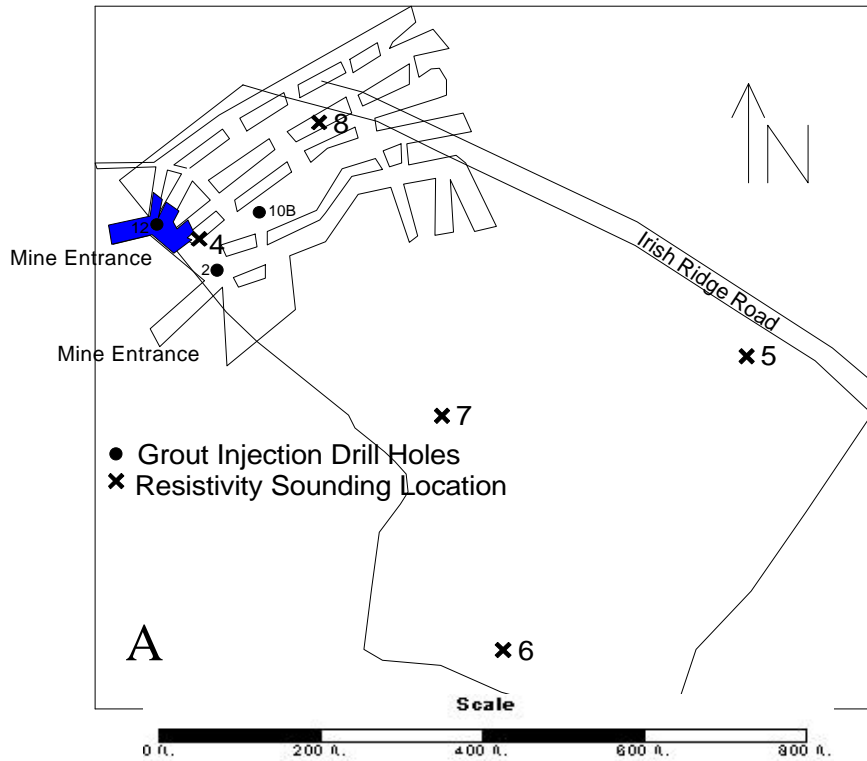 8
N
10B
12
4
Mine Entrance
2
Irish Ridge Road
Mine Entrance
5
7
Grout Injection Drill Holes
Resistivity Sounding Location
A
6
Scale
0 ft.
200 ft.
400 ft.
600 ft.
800 ft.